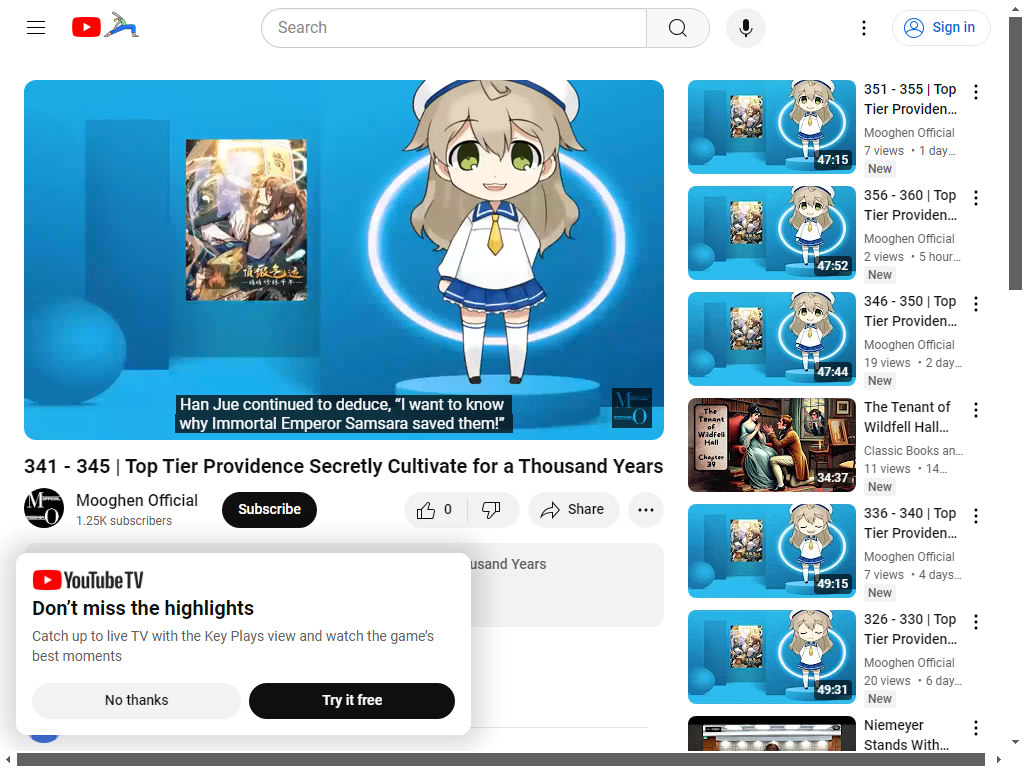 Search
Sign in
Han Jue continued to deduce, “I want to know
why Immortal Emperor Samsara saved them!”
341 - 345 | Top Tier Providence Secretly Cultivate for a Thousand Years
Mooghen Official
1.25K subscribers
Subscribe
0
Share
usand Years
YouTube TV
Don’t miss the highlights
Catch up to live TV with the Key Plays view and watch the game’s
best moments
No thanks
Try it free
351 - 355 | Top
Tier Providen…
Mooghen Official
7 views • 1 day…
New
47:15
356 - 360 | Top
Tier Providen…
Mooghen Official
2 views • 5 hour…
New
47:52
346 - 350 | Top
Tier Providen…
Mooghen Official
19 views • 2 day…
New
47:44
The Tenant of
Wildfell Hall…
Classic Books an…
11 views • 14…
New
The
Tenant
of
Wildfell
Hall
Chapter
39
34:37
336 - 340 | Top
Tier Providen…
Mooghen Official
7 views • 4 days…
New
49:15
326 - 330 | Top
Tier Providen…
Mooghen Official
20 views • 6 day…
New
49:31
Niemeyer
Stands With…